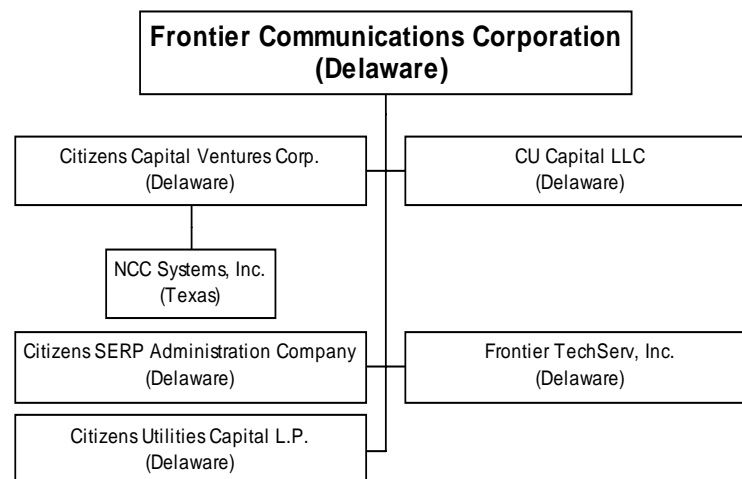 Frontier Communications Corporation
(Delaware)
Citizens Capital Ventures Corp.
(Delaware)
CU Capital LLC
(Delaware)
NCC Systems, Inc.
(Texas)
Citizens SERP Administration Company
(Delaware)
Frontier TechServ, Inc.
(Delaware)
Citizens Utilities Capital L.P.
(Delaware)